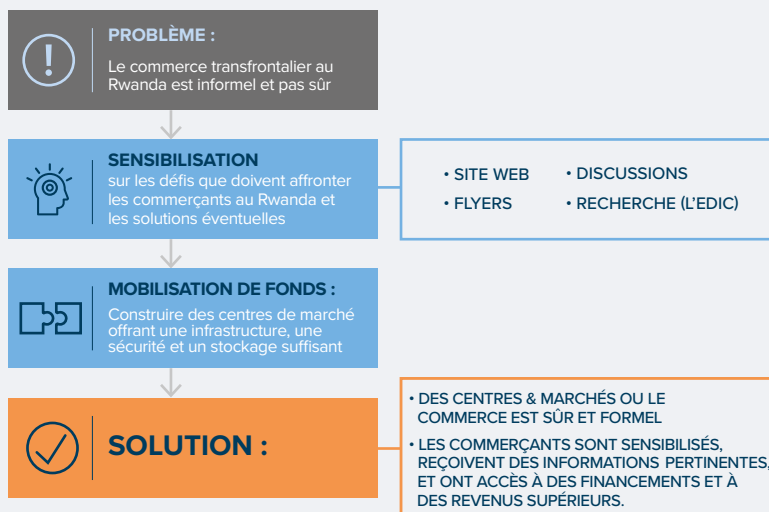 PROBLÈME :
Le commerce transfrontalier au
Rwanda est informel et pas sûr
SENSIBILISATION
sur les défis que doivent affronter
les commerçants au Rwanda et
les solutions éventuelles
• SITE WEB
• FLYERS
• DISCUSSIONS
• RECHERCHE (L'EDIC)
MOBILISATION DE FONDS :
Construire des centres de marché
offrant une infrastructure, une
sécurité et un stockage suffisant
SOLUTION :
• DES CENTRES & MARCHÉS OU LE
COMMERCE EST SÛR ET FORMEL
• LES COMMERÇANTS SONT SENSIBILISÉS,
REÇOIVENT DES INFORMATIONS PERTINENTES,
ET ONT ACCÈS À DES FINANCEMENTS ET À
DES REVENUS SUPÉRIEURS.